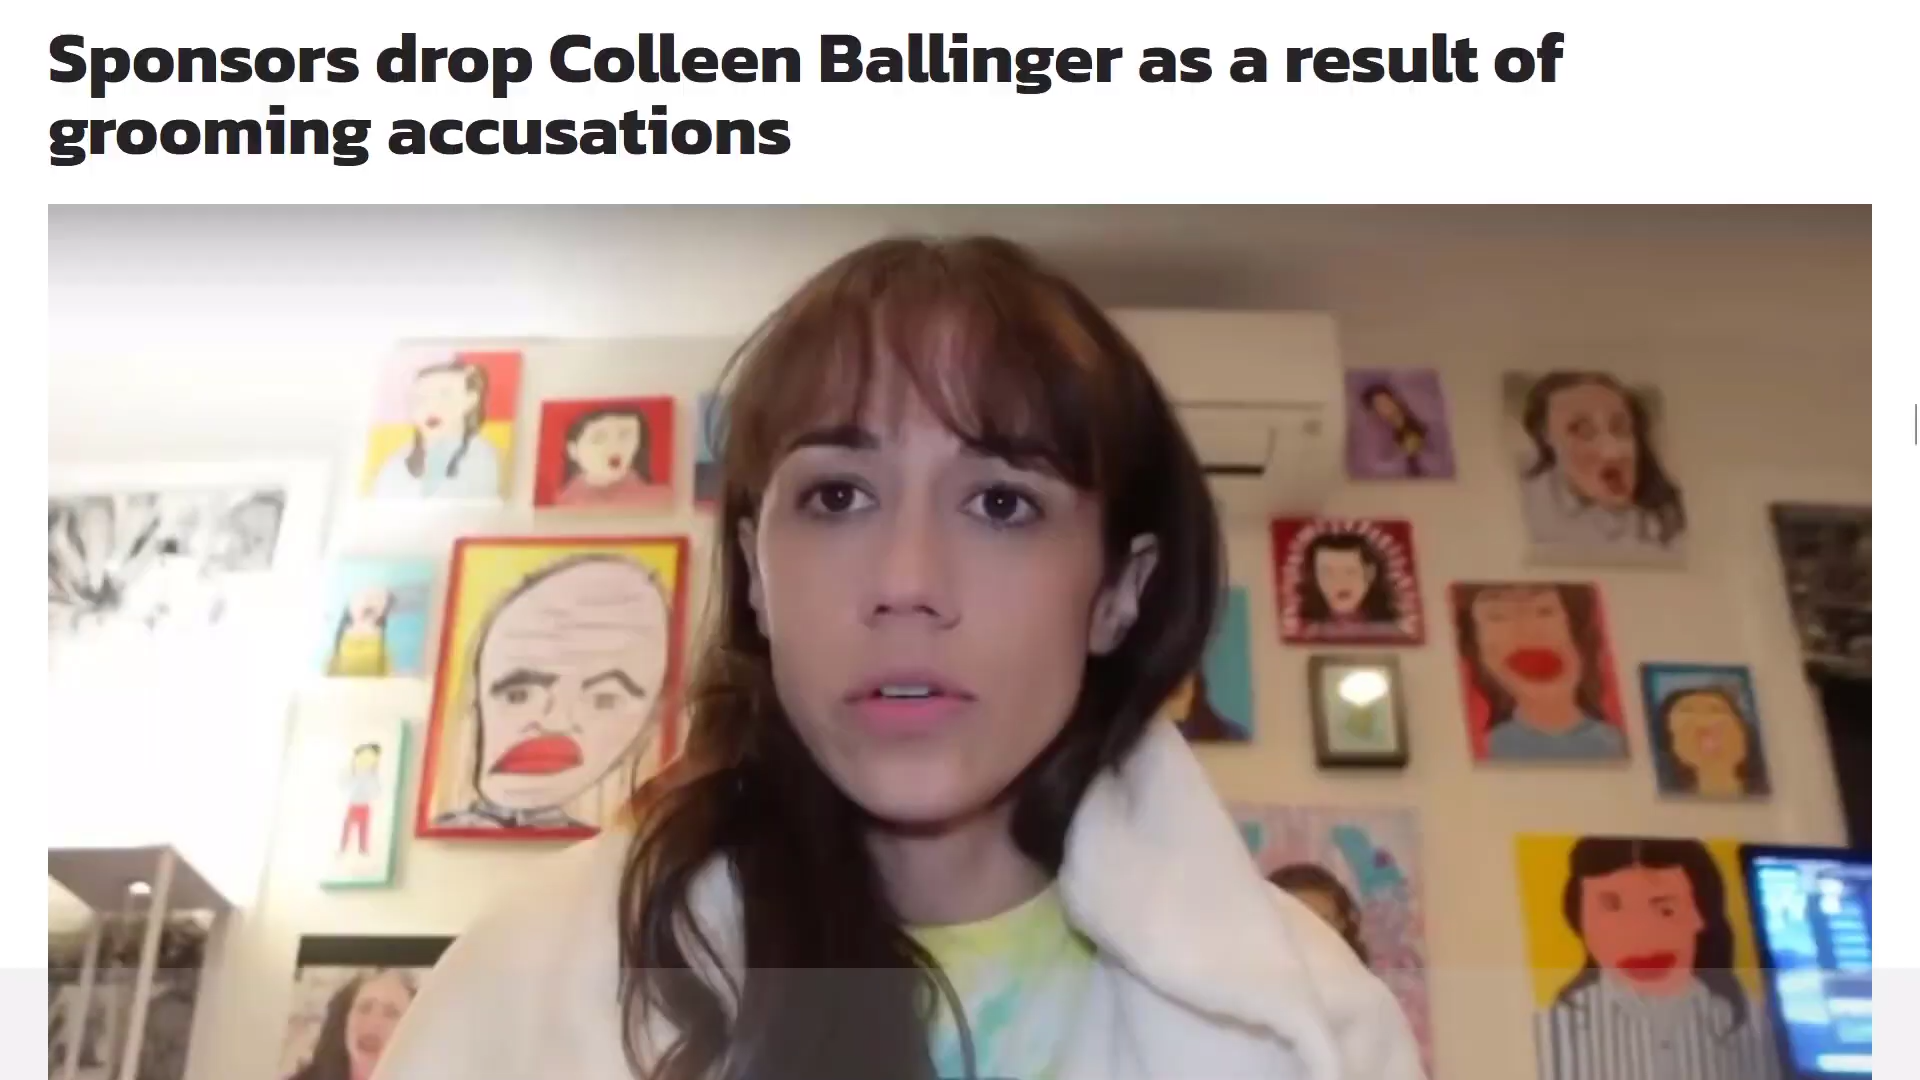 Sponsors drop Colleen Ballinger as a result of
grooming accusations